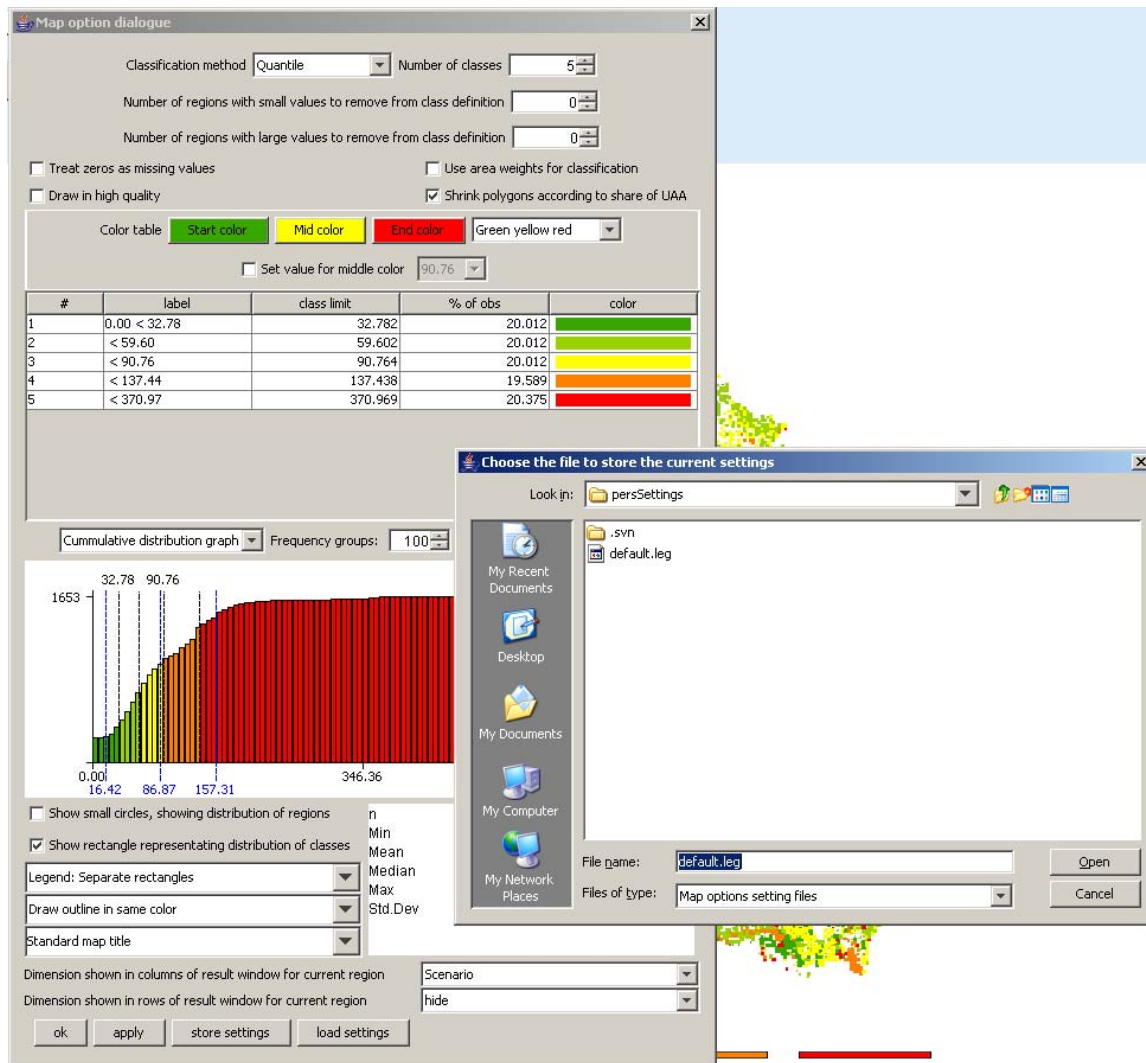 Map option dialogue
Classification method Quantile Number of classes 5
Number of regions with small values to remove from class definition 0
Number of regions with large values to remove from class definition 0
Treat zeros as missing values Use area weights for classification
Draw in high quality Shrink polygons according to share of UAA
Color table Start color Mid color End color Green yellow red
Set value for middle color 90.76
# label class limit % of obs color
1 0.00 < 32.78 32.782 20.012
2 < 59.60 59.602 20.012
3 < 90.76 90.764 20.012
4 < 137.44 137.438 19.589
5 < 370.97 370.969 20.375
Cummulative distribution graph Frequency groups: 100
32.78 90.76
1653
0.00 346.36
16.42 86.87 157.31
Show small circles, showing distribution of regions
Show rectangle representating distribution of classes
Legend: Separate rectangles
Draw outline in same color
Standard map title
n
Min
Mean
Median
Max
Std.Dev
Dimension shown in columns of result window for current region Scenario
Dimension shown in rows of result window for current region hide
ok apply store settings load settings
Choose the file to store the current settings
Look in: persSettings
.svn
default.leg
My Recent
Documents
Desktop
My Documents
My Computer
My Network
Places
File name: default.leg Open
Files of type: Map options setting files Cancel